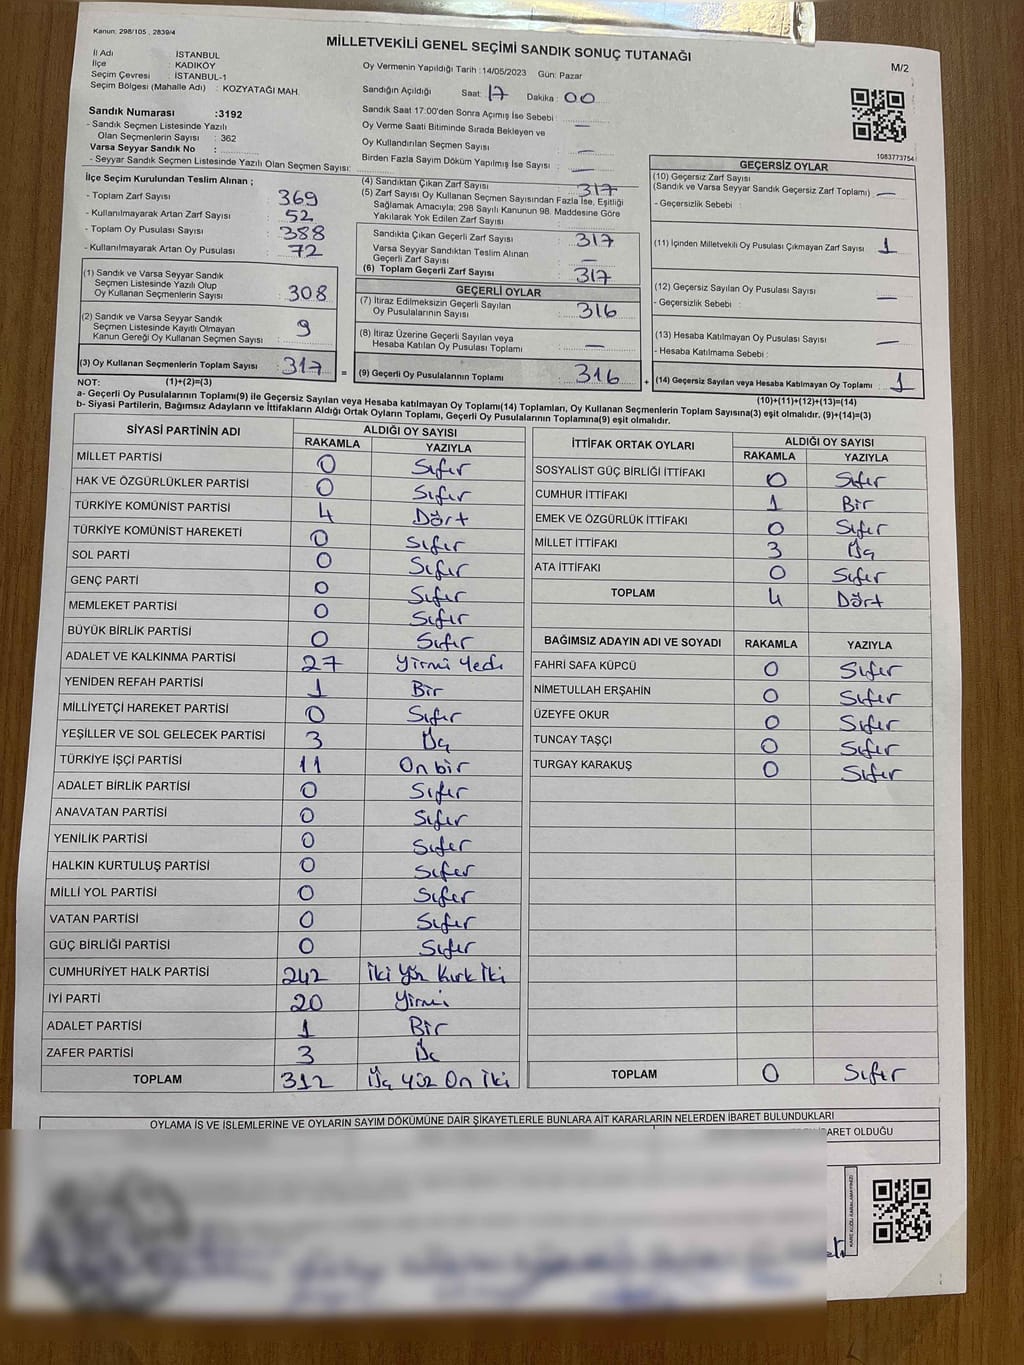 Kanun: 298/105 , 2839/4
MİLLETVEKİLİ GENEL SEÇİMİ SANDIK SONUÇ TUTANAĞI
M/2
İl Adı : İSTANBUL
İlçe : KADIKÖY
Seçim Çevresi : İSTANBUL-1
Seçim Bölgesi (Mahalle Adı) : KOZYATAĞI MAH.
Oy Vermenin Yapıldığı Tarih :14/05/2023 Gün: Pazar
Sandığın Açıldığı Saat: 17 Dakika : 00
Sandık Saat 17:00'den Sonra Açımış İse Sebebi :
Oy Verme Saati Bitiminde Sırada Bekleyen ve
Oy Kullandırılan Seçmen Sayısı : —
Birden Fazla Sayım Döküm Yapılmış İse Sayısı : —
Sandık Numarası :3192
- Sandık Seçmen Listesinde Yazılı
Olan Seçmenlerin Sayısı : 362
Varsa Seyyar Sandık No :
- Seyyar Sandık Seçmen Listesinde Yazılı Olan Seçmen Sayısı:
1083773754
İlçe Seçim Kurulundan Teslim Alınan ;
- Toplam Zarf Sayısı : 369
- Kullanılmayarak Artan Zarf Sayısı : 52
- Toplam Oy Pusulası Sayısı : 388
- Kullanılmayarak Artan Oy Pusulası : 72
(1) Sandık ve Varsa Seyyar Sandık
Seçmen Listesinde Yazılı Olup
Oy Kullanan Seçmenlerin Sayısı : 308
(2) Sandık ve Varsa Seyyar Sandık
Seçmen Listesinde Kayıtlı Olmayan
Kanun Gereği Oy Kullanan Seçmen Sayısı : 9
(3) Oy Kullanan Seçmenlerin Toplam Sayısı : 317 =
(4) Sandıktan Çıkan Zarf Sayısı : 317
(5) Zarf Sayısı Oy Kullanan Seçmen Sayısından Fazla İse, Eşitliği
Sağlamak Amacıyla; 298 Sayılı Kanunun 98. Maddesine Göre
Yakılarak Yok Edilen Zarf Sayısı :
Sandıkta Çıkan Geçerli Zarf Sayısı : 317
Varsa Seyyar Sandıktan Teslim Alınan
Geçerli Zarf Sayısı : —
(6) Toplam Geçerli Zarf Sayısı : 317
GEÇERLİ OYLAR
(7) İtiraz Edilmeksizin Geçerli Sayılan
Oy Pusulalarının Sayısı : 316
(8) İtiraz Üzerine Geçerli Sayılan veya
Hesaba Katılan Oy Pusulası Toplamı : —
(9) Geçerli Oy Pusulalarının Toplamı : 316 +
GEÇERSİZ OYLAR
(10) Geçersiz Zarf Sayısı
(Sandık ve Varsa Seyyar Sandık Geçersiz Zarf Toplamı) : —
- Geçersizlik Sebebi :
(11) İçinden Milletvekili Oy Pusulası Çıkmayan Zarf Sayısı : 1
(12) Geçersiz Sayılan Oy Pusulası Sayısı : —
- Geçersizlik Sebebi :
(13) Hesaba Katılmayan Oy Pusulası Sayısı : —
- Hesaba Katılmama Sebebi :
(14) Geçersiz Sayılan veya Hesaba Katılmayan Oy Toplamı : 1
NOT: (1)+(2)=(3)
(10)+(11)+(12)+(13)=(14)
a- Geçerli Oy Pusulalarının Toplamı(9) ile Geçersiz Sayılan veya Hesaba katılmayan Oy Toplamı(14) Toplamları, Oy Kullanan Seçmenlerin Toplam Sayısına(3) eşit olmalıdır. (9)+(14)=(3)
b- Siyasi Partilerin, Bağımsız Adayların ve İttifakların Aldığı Ortak Oyların Toplamı, Geçerli Oy Pusulalarının Toplamına(9) eşit olmalıdır.
SİYASİ PARTİNİN ADI ALDIĞI OY SAYISI
RAKAMLA YAZIYLA
MİLLET PARTİSİ 0 Sıfır
HAK VE ÖZGÜRLÜKLER PARTİSİ 0 Sıfır
TÜRKİYE KOMÜNİST PARTİSİ 4 Dört
TÜRKİYE KOMÜNİST HAREKETİ 0 Sıfır
SOL PARTİ 0 Sıfır
GENÇ PARTİ 0 Sıfır
MEMLEKET PARTİSİ 0 Sıfır
BÜYÜK BİRLİK PARTİSİ 0 Sıfır
ADALET VE KALKINMA PARTİSİ 27 Yirmi Yedi
YENİDEN REFAH PARTİSİ 1 Bir
MİLLİYETÇİ HAREKET PARTİSİ 0 Sıfır
YEŞİLLER VE SOL GELECEK PARTİSİ 3 Üç
TÜRKİYE İŞÇİ PARTİSİ 11 On bir
ADALET BİRLİK PARTİSİ 0 Sıfır
ANAVATAN PARTİSİ 0 Sıfır
YENİLİK PARTİSİ 0 Sıfır
HALKIN KURTULUŞ PARTİSİ 0 Sıfır
MİLLİ YOL PARTİSİ 0 Sıfır
VATAN PARTİSİ 0 Sıfır
GÜÇ BİRLİĞİ PARTİSİ 0 Sıfır
CUMHURİYET HALK PARTİSİ 242 İki Yüz Kırk İki
İYİ PARTİ 20 Yirmi
ADALET PARTİSİ 1 Bir
ZAFER PARTİSİ 3 Üç
TOPLAM 312 Üç Yüz On İki
İTTİFAK ORTAK OYLARI ALDIĞI OY SAYISI
RAKAMLA YAZIYLA
SOSYALİST GÜÇ BİRLİĞİ İTTİFAKI 0 Sıfır
CUMHUR İTTİFAKI 1 Bir
EMEK VE ÖZGÜRLÜK İTTİFAKI 0 Sıfır
MİLLET İTTİFAKI 3 Üç
ATA İTTİFAKI 0 Sıfır
TOPLAM 4 Dört
BAĞIMSIZ ADAYIN ADI VE SOYADI RAKAMLA YAZIYLA
FAHRİ SAFA KÜPCÜ 0 Sıfır
NİMETULLAH ERŞAHİN 0 Sıfır
ÜZEYFE OKUR 0 Sıfır
TUNCAY TAŞÇI 0 Sıfır
TURGAY KARAKUŞ 0 Sıfır
TOPLAM 0 Sıfır
OYLAMA İŞ VE İŞLEMLERİNE VE OYLARIN SAYIM DÖKÜMÜNE DAİR ŞİKAYETLERLE BUNLARA AİT KARARLARIN NELERDEN İBARET BULUNDUKLARI
İBARET OLDUĞU
KARE KODU KARALAMAYINIZ!